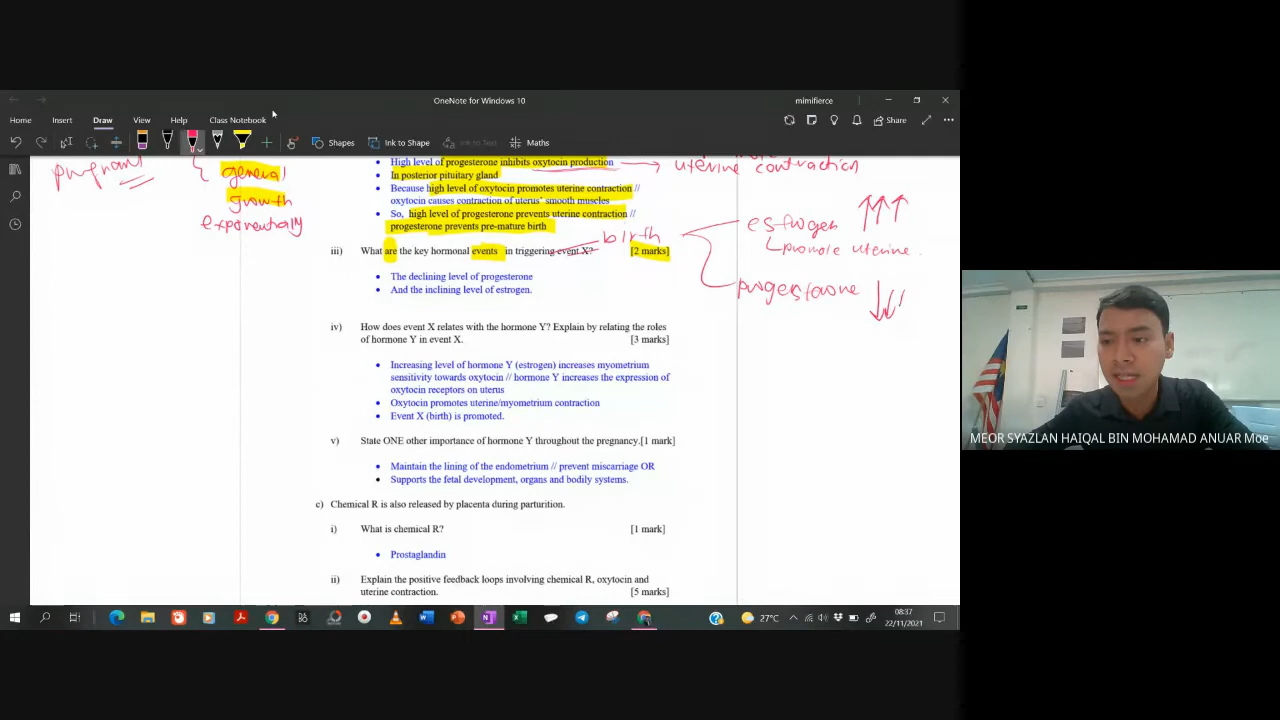 OneNote for Windows 10
mimifierce
Home
Insert
Draw
View
Help
Class Notebook
Share
Shapes
Ink to Shape
Ink to Text
Maths
pregnant
general
growth
exponentially
High level of progesterone inhibits oxytocin production
uterine contraction
In posterior pituitary gland
Because high level of oxytocin promotes uterine contraction //
oxytocin causes contraction of uterus' smooth muscles
So, high level of progesterone prevents uterine contraction //
progesterone prevents pre-mature birth
birth
estrogen
promote uterine
progesterone
iii) What are the key hormonal events in triggering event X? [2 marks]
The declining level of progesterone
And the inclining level of estrogen.
iv) How does event X relates with the hormone Y? Explain by relating the roles
of hormone Y in event X. [3 marks]
Increasing level of hormone Y (estrogen) increases myometrium
sensitivity towards oxytocin // hormone Y increases the expression of
oxytocin receptors on uterus
Oxytocin promotes uterine/myometrium contraction
Event X (birth) is promoted.
v) State ONE other importance of hormone Y throughout the pregnancy.[1 mark]
Maintain the lining of the endometrium // prevent miscarriage OR
Supports the fetal development, organs and bodily systems.
c) Chemical R is also released by placenta during parturition.
i) What is chemical R? [1 mark]
Prostaglandin
ii) Explain the positive feedback loops involving chemical R, oxytocin and
uterine contraction. [5 marks]
MEOR SYAZLAN HAIQAL BIN MOHAMAD ANUAR Moe
27°C
08:37
22/11/2021